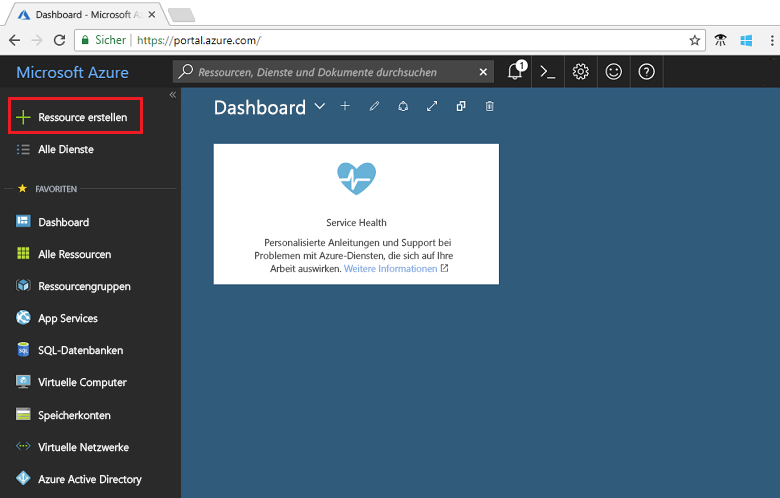 Dashboard - Microsoft A
Sicher
https://portal.azure.com/
Microsoft Azure
Ressourcen, Dienste und Dokumente durchsuchen
1
Ressource erstellen
Alle Dienste
FAVORITEN
Dashboard
Alle Ressourcen
Ressourcengruppen
App Services
SQL-Datenbanken
Virtuelle Computer
Speicherkonten
Virtuelle Netzwerke
Azure Active Directory
Dashboard
Service Health
Personalisierte Anleitungen und Support bei
Problemen mit Azure-Diensten, die sich auf Ihre
Arbeit auswirken. Weitere Informationen